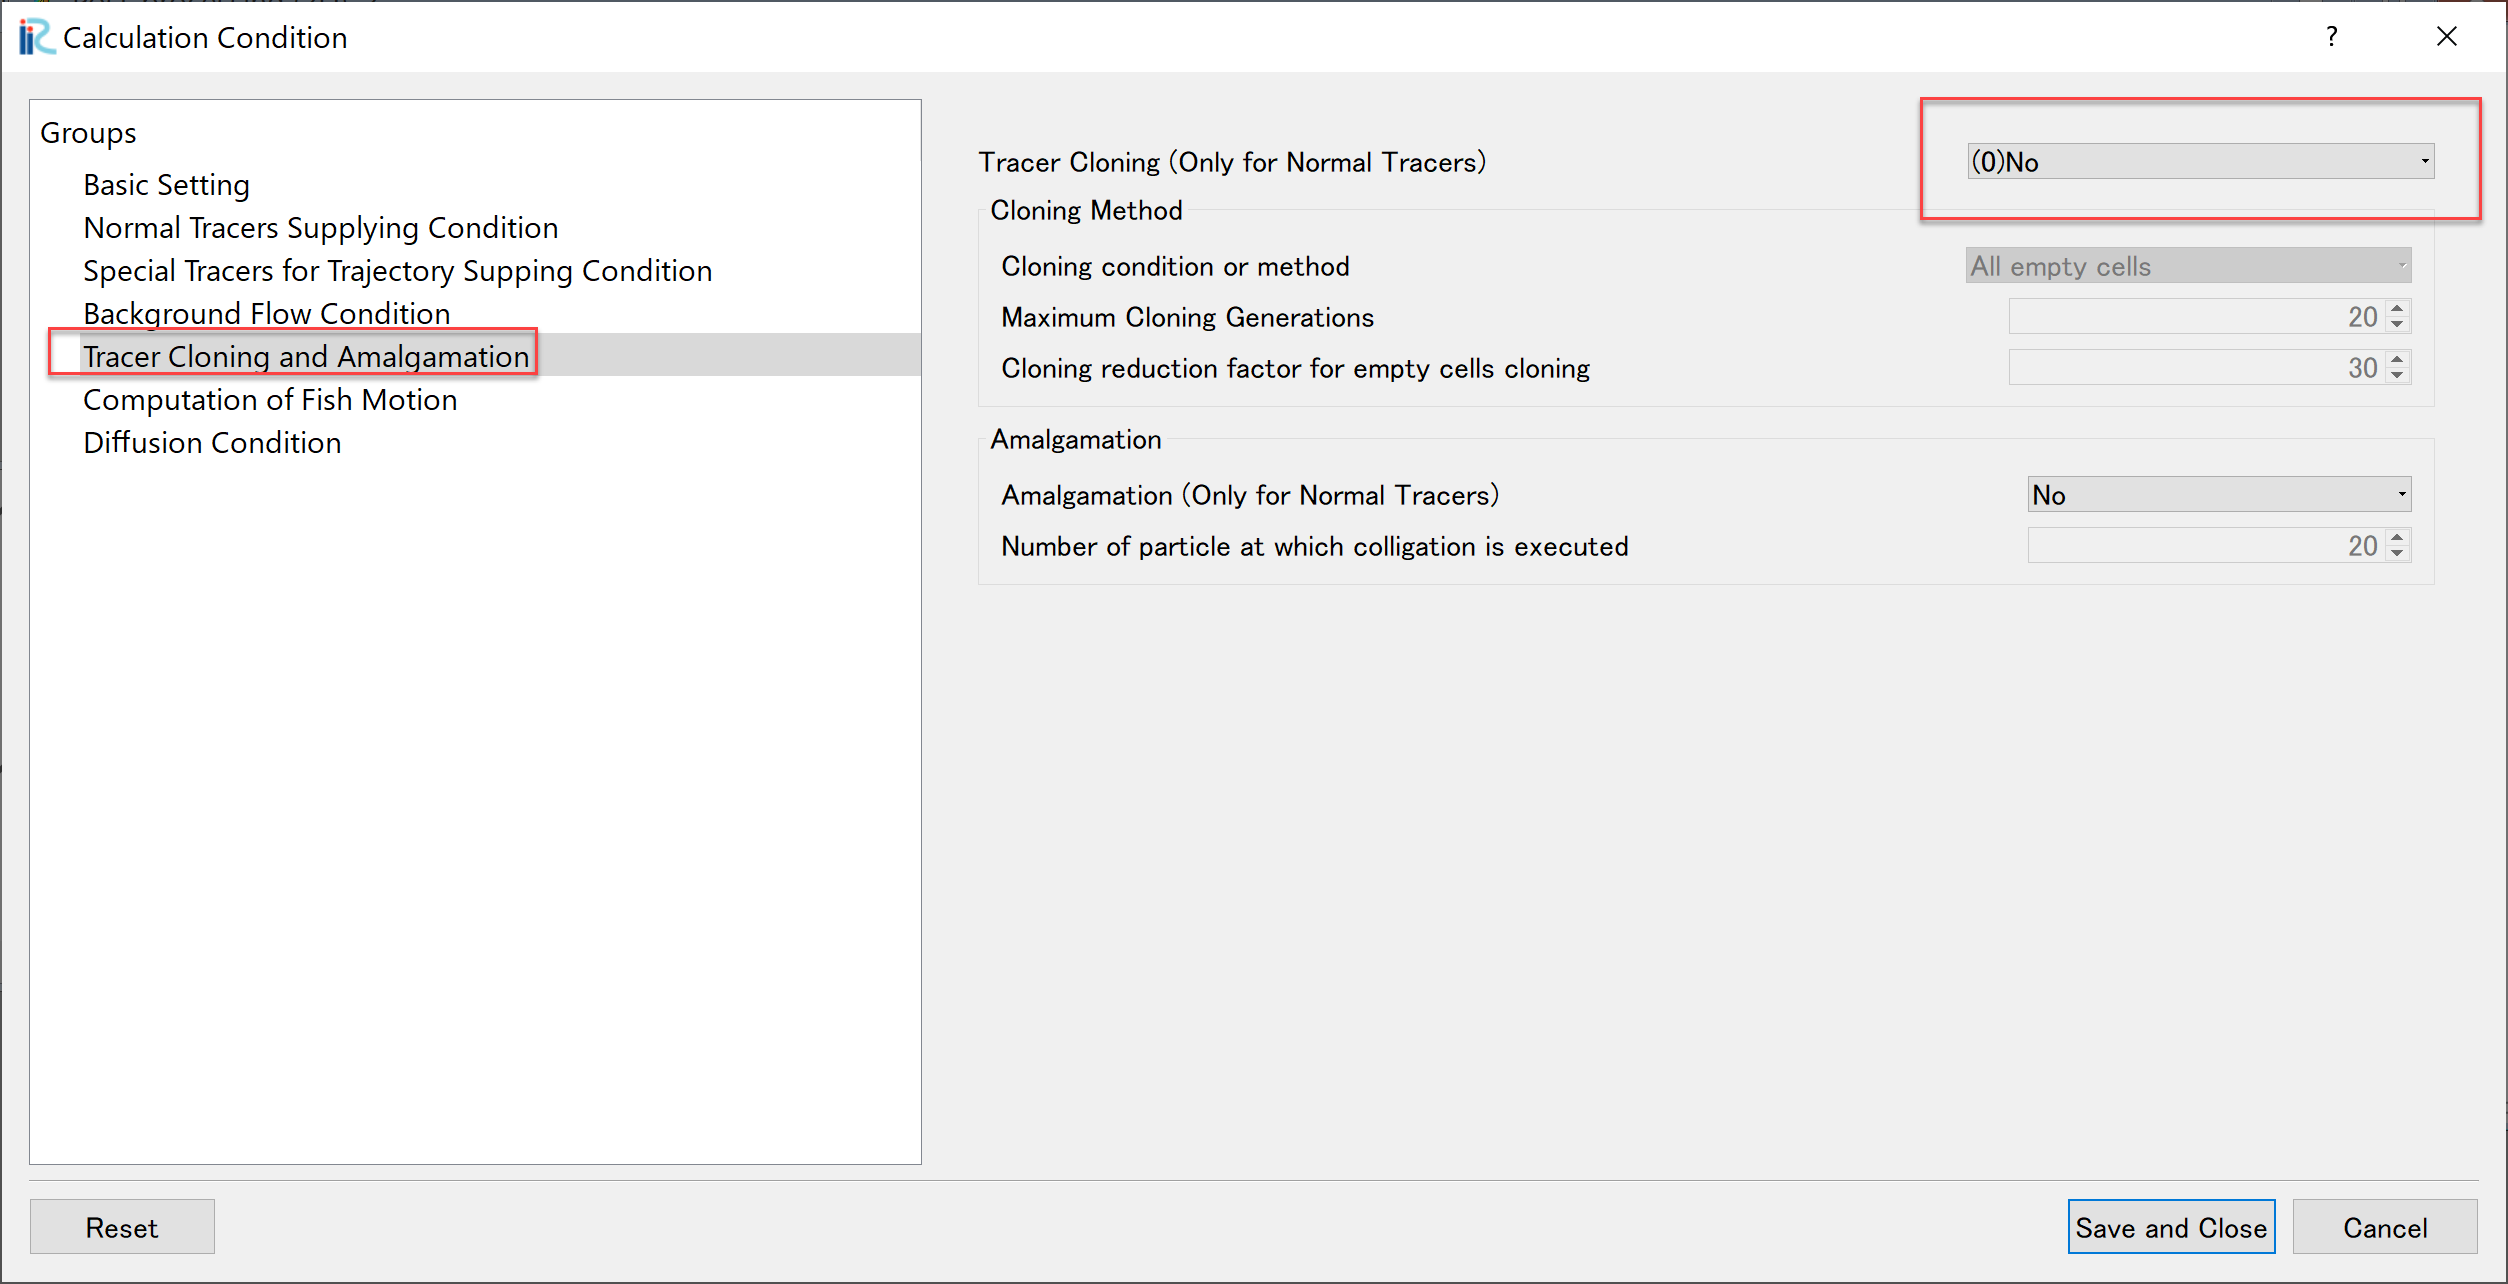 Calculation Condition
?
Groups
Basic Setting
Normal Tracers Supplying Condition
Special Tracers for Trajectory Supping Condition
Background Flow Condition
Tracer Cloning and Amalgamation
Computation of Fish Motion
Diffusion Condition
Tracer Cloning (Only for Normal Tracers) (0)No
Cloning Method
Cloning condition or method All empty cells
Maximum Cloning Generations 20
Cloning reduction factor for empty cells cloning 30
Amalgamation
Amalgamation (Only for Normal Tracers) No
Number of particle at which colligation is executed 20
Reset
Save and Close
Cancel